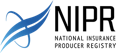 NIPR
NATIONAL INSURANCE
PRODUCER REGISTRY